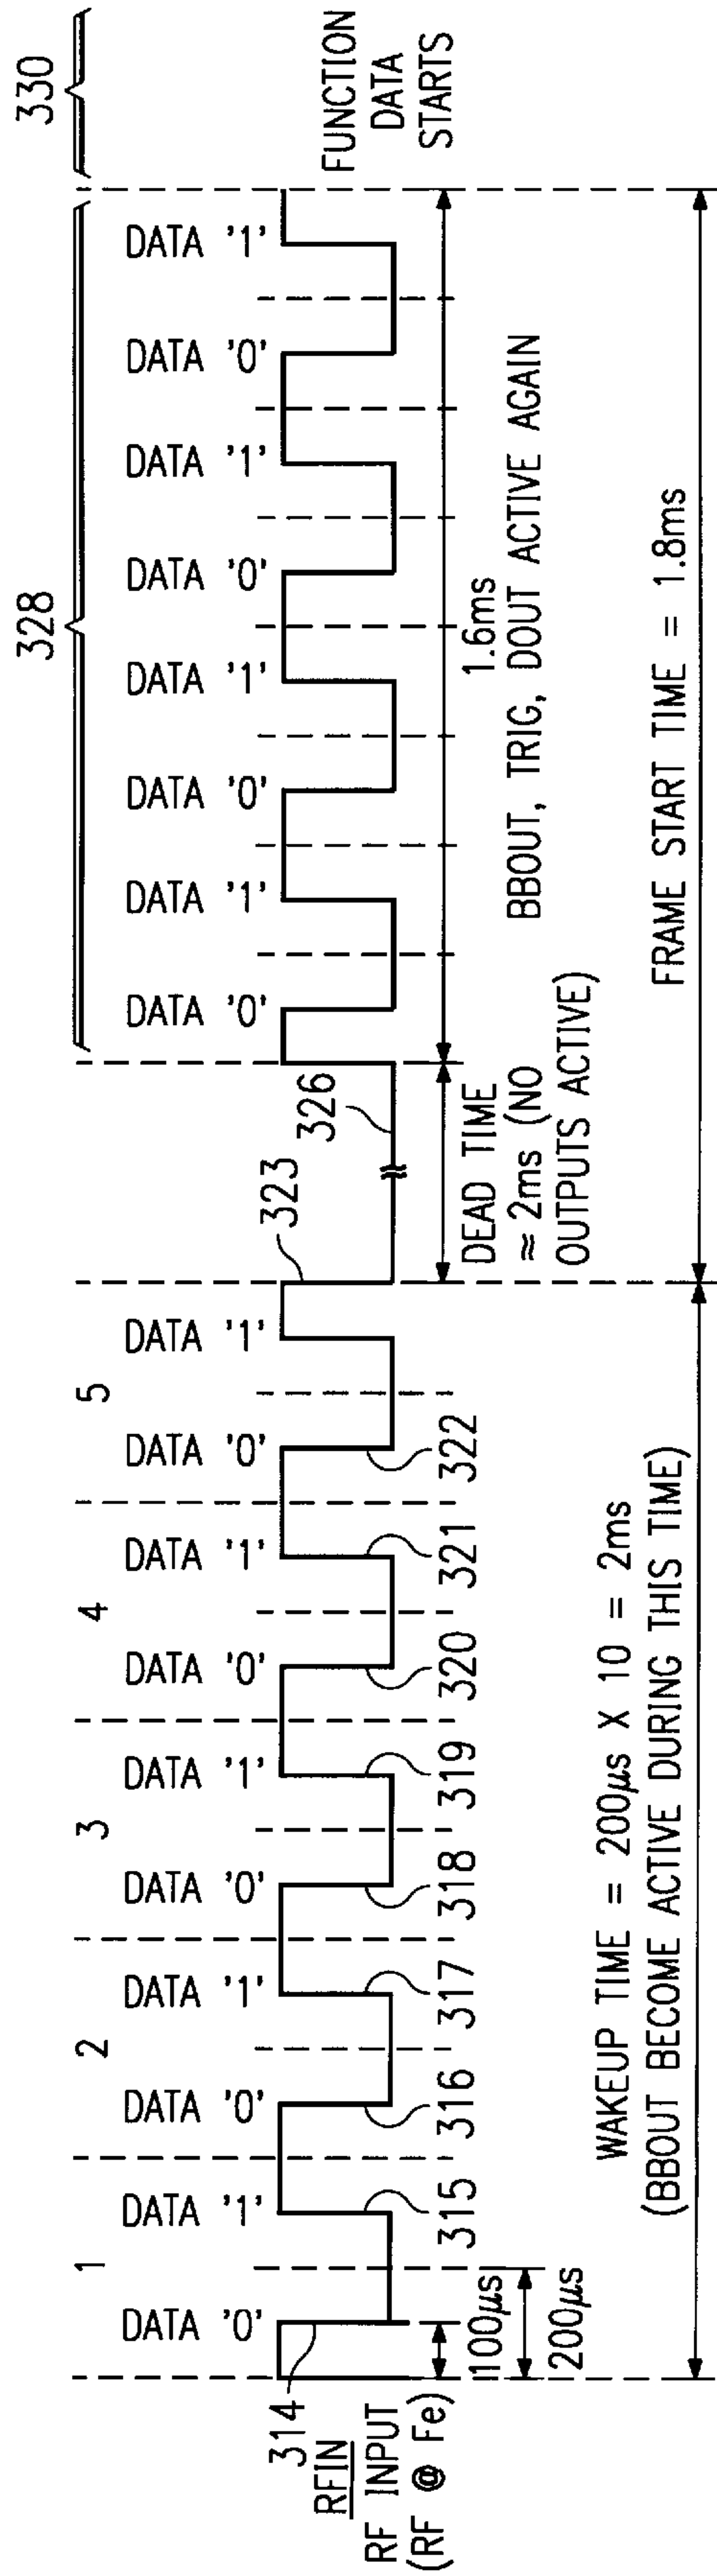 328
330
1
2
3
4
5
DATA '0'
DATA '1'
DATA '0'
DATA '1'
DATA '0'
DATA '1'
DATA '0'
DATA '1'
DATA '0'
DATA '1'
DATA '0'
DATA '1'
DATA '0'
DATA '1'
DATA '0'
DATA '1'
DATA '0'
DATA '1'
314
RFIN
RF INPUT
(RF @ Fe)
323
326
FUNCTION
DATA
STARTS
315
316
317
318
319
320
321
322
100µs
200µs
DEAD TIME
≈ 2ms (NO
OUTPUTS ACTIVE)
1.6ms
BBOUT, TRIG, DOUT ACTIVE AGAIN
WAKEUP TIME = 200µs X 10 = 2ms
(BBOUT BECOME ACTIVE DURING THIS TIME)
FRAME START TIME = 1.8ms